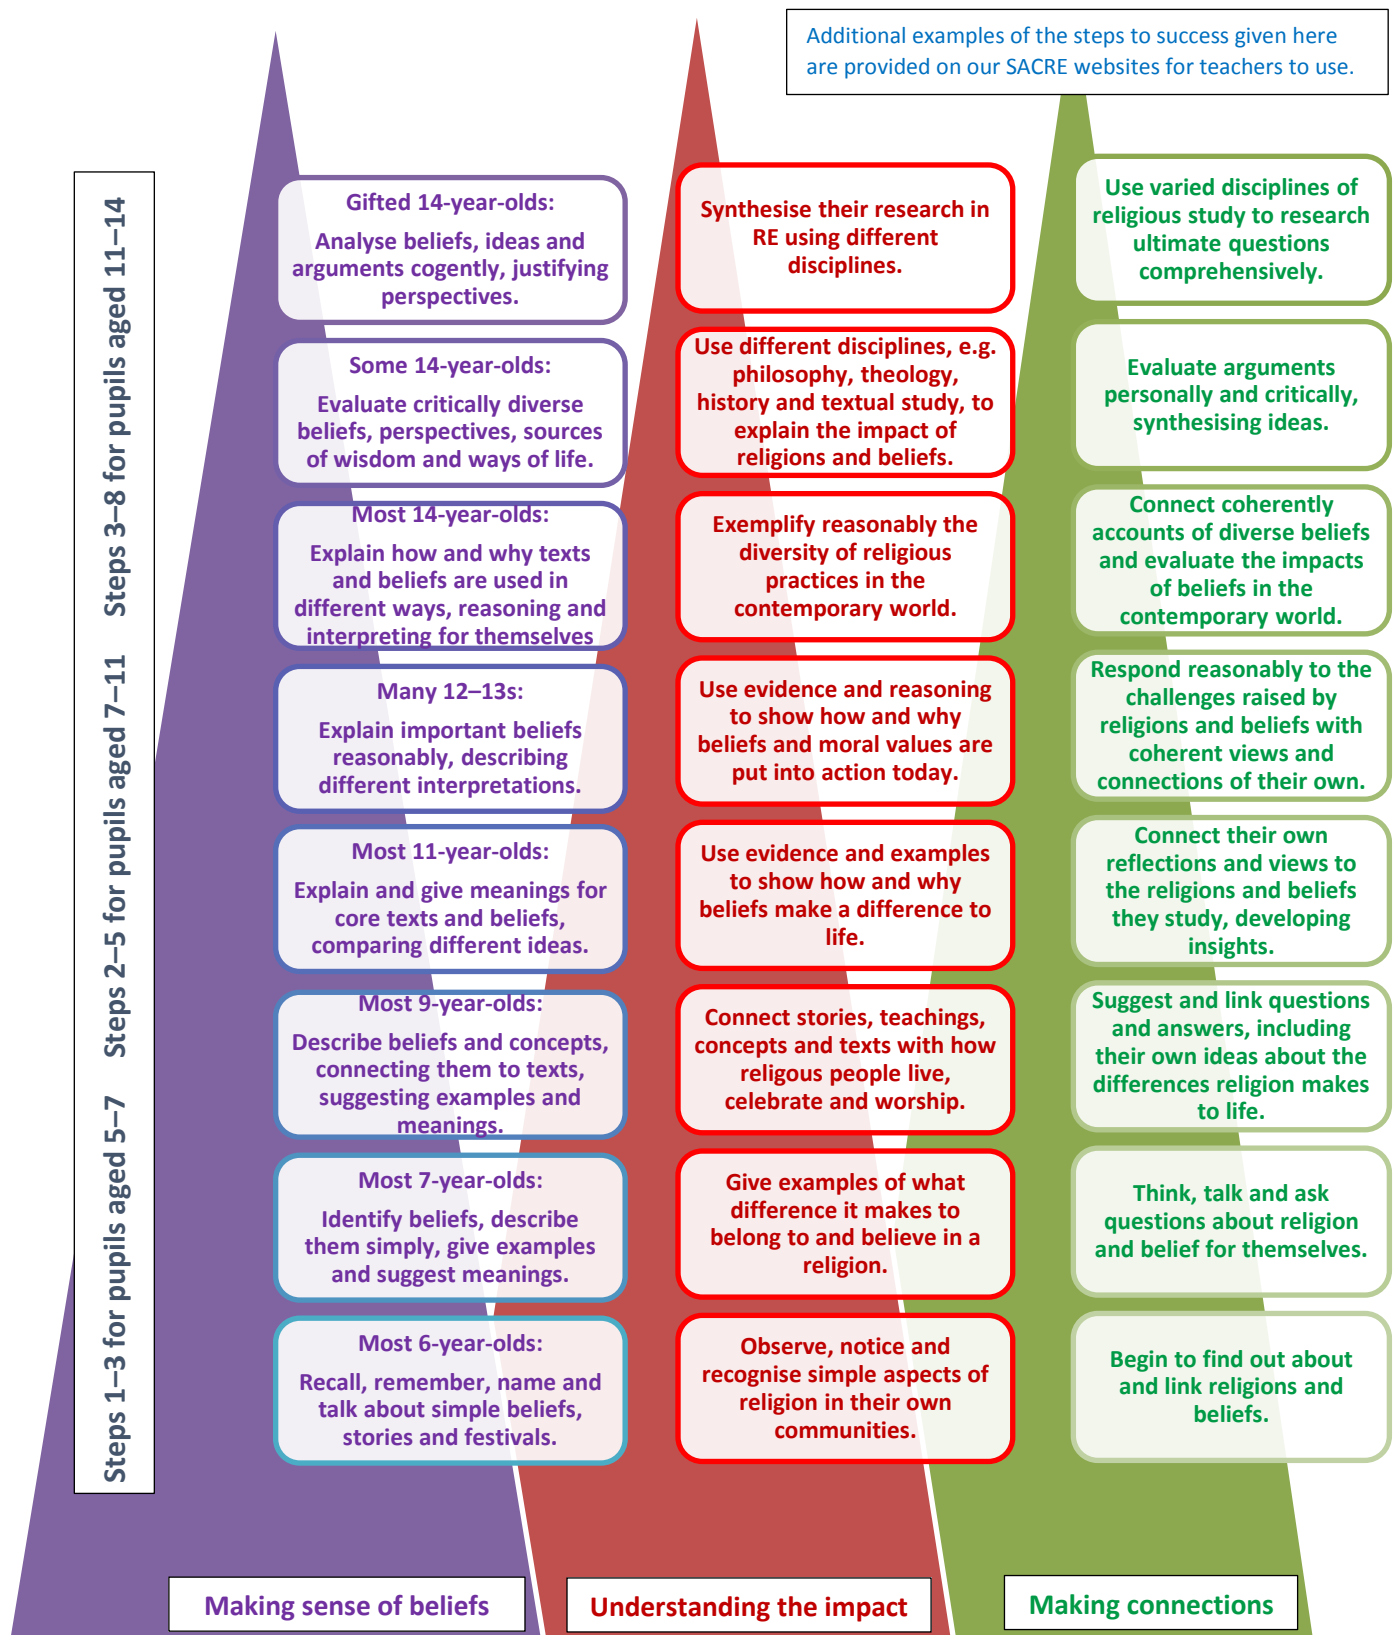 Additional examples of the steps to success given here
are provided on our SACRE websites for teachers to use.
Steps 1–3 for pupils aged 5–7    Steps 2–5 for pupils aged 7–11    Steps 3–8 for pupils aged 11–14
Gifted 14-year-olds:
Analyse beliefs, ideas and
arguments cogently, justifying
perspectives.
Synthesise their research in
RE using different
disciplines.
Use varied disciplines of
religious study to research
ultimate questions
comprehensively.
Some 14-year-olds:
Evaluate critically diverse
beliefs, perspectives, sources
of wisdom and ways of life.
Use different disciplines, e.g.
philosophy, theology,
history and textual study, to
explain the impact of
religions and beliefs.
Evaluate arguments
personally and critically,
synthesising ideas.
Most 14-year-olds:
Explain how and why texts
and beliefs are used in
different ways, reasoning and
interpreting for themselves
Exemplify reasonably the
diversity of religious
practices in the
contemporary world.
Connect coherently
accounts of diverse beliefs
and evaluate the impacts
of beliefs in the
contemporary world.
Many 12–13s:
Explain important beliefs
reasonably, describing
different interpretations.
Use evidence and reasoning
to show how and why
beliefs and moral values are
put into action today.
Respond reasonably to the
challenges raised by
religions and beliefs with
coherent views and
connections of their own.
Most 11-year-olds:
Explain and give meanings for
core texts and beliefs,
comparing different ideas.
Use evidence and examples
to show how and why
beliefs make a difference to
life.
Connect their own
reflections and views to
the religions and beliefs
they study, developing
insights.
Most 9-year-olds:
Describe beliefs and concepts,
connecting them to texts,
suggesting examples and
meanings.
Connect stories, teachings,
concepts and texts with how
religous people live,
celebrate and worship.
Suggest and link questions
and answers, including
their own ideas about the
differences religion makes
to life.
Most 7-year-olds:
Identify beliefs, describe
them simply, give examples
and suggest meanings.
Give examples of what
difference it makes to
belong to and believe in a
religion.
Think, talk and ask
questions about religion
and belief for themselves.
Most 6-year-olds:
Recall, remember, name and
talk about simple beliefs,
stories and festivals.
Observe, notice and
recognise simple aspects of
religion in their own
communities.
Begin to find out about
and link religions and
beliefs.
Making sense of beliefs
Understanding the impact
Making connections